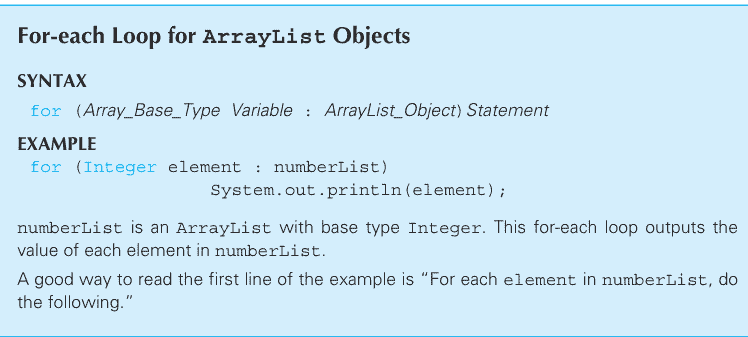 For-each Loop for ArrayList Objects
SYNTAX
for (Array_Base_Type Variable : ArrayList_Object) Statement
EXAMPLE
for (Integer element : numberList)
System.out.println(element);
numberList is an ArrayList with base type Integer. This for-each loop outputs the
value of each element in numberList.
A good way to read the first line of the example is “For each element in numberList, do
the following.”